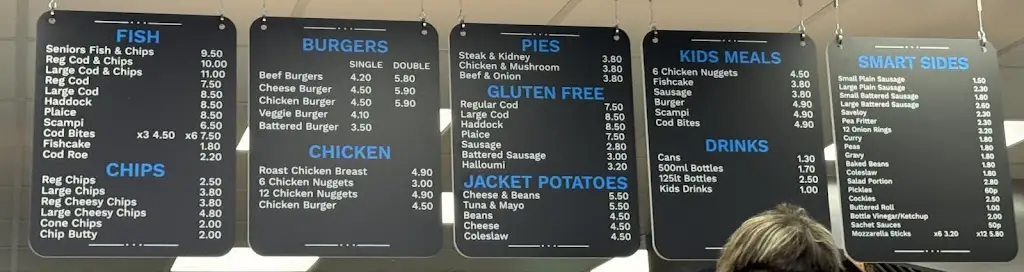 FISH
Seniors Fish & Chips 9.50
Reg Cod & Chips 10.00
Large Cod & Chips 11.00
Reg Cod 7.50
Large Cod 8.50
Haddock 8.50
Plaice 8.50
Scampi 6.50
Cod Bites x3 4.50 x6 7.50
Fishcake 1.80
Cod Roe 2.20
CHIPS
Reg Chips 2.50
Large Chips 3.80
Reg Cheesy Chips 3.80
Large Cheesy Chips 4.80
Cone Chips 2.00
Chip Butty 2.00
BURGERS
SINGLE DOUBLE
Beef Burgers 4.20 5.80
Cheese Burger 4.50 5.90
Chicken Burger 4.50 5.90
Veggie Burger 4.10
Battered Burger 3.50
CHICKEN
Roast Chicken Breast 4.90
6 Chicken Nuggets 3.00
12 Chicken Nuggets 4.90
Chicken Burger 4.50
PIES
Steak & Kidney 3.80
Chicken & Mushroom 3.80
Beef & Onion 3.80
GLUTEN FREE
Regular Cod 7.50
Large Cod 8.50
Haddock 8.50
Plaice 7.50
Sausage 2.80
Battered Sausage 3.00
Halloumi 3.20
JACKET POTATOES
Cheese & Beans 5.50
Tuna & Mayo 5.50
Beans 4.50
Cheese 4.50
Coleslaw 4.50
KIDS MEALS
6 Chicken Nuggets 4.50
Fishcake 3.80
Sausage 3.80
Burger 4.90
Scampi 4.90
Cod Bites 4.90
DRINKS
Cans 1.30
500ml Bottles 1.70
125lt Bottles 2.50
Kids Drinks 1.00
SMART SIDES
Small Plain Sausage 1.50
Large Plain Sausage 2.30
Small Battered Sausage 1.80
Large Battered Sausage 2.60
Saveloy 2.30
Pea Fritter 2.30
12 Onion Rings 3.20
Curry 1.80
Peas 1.80
Gravy 1.80
Baked Beans 1.80
Coleslaw 1.80
Salad Portion 2.80
Pickles 60p
Cockles 2.50
Buttered Roll 1.00
Bottle Vinegar/Ketchup 2.00
Sachet Sauces 50p
Mozzarella Sticks x6 3.20 x12 5.80